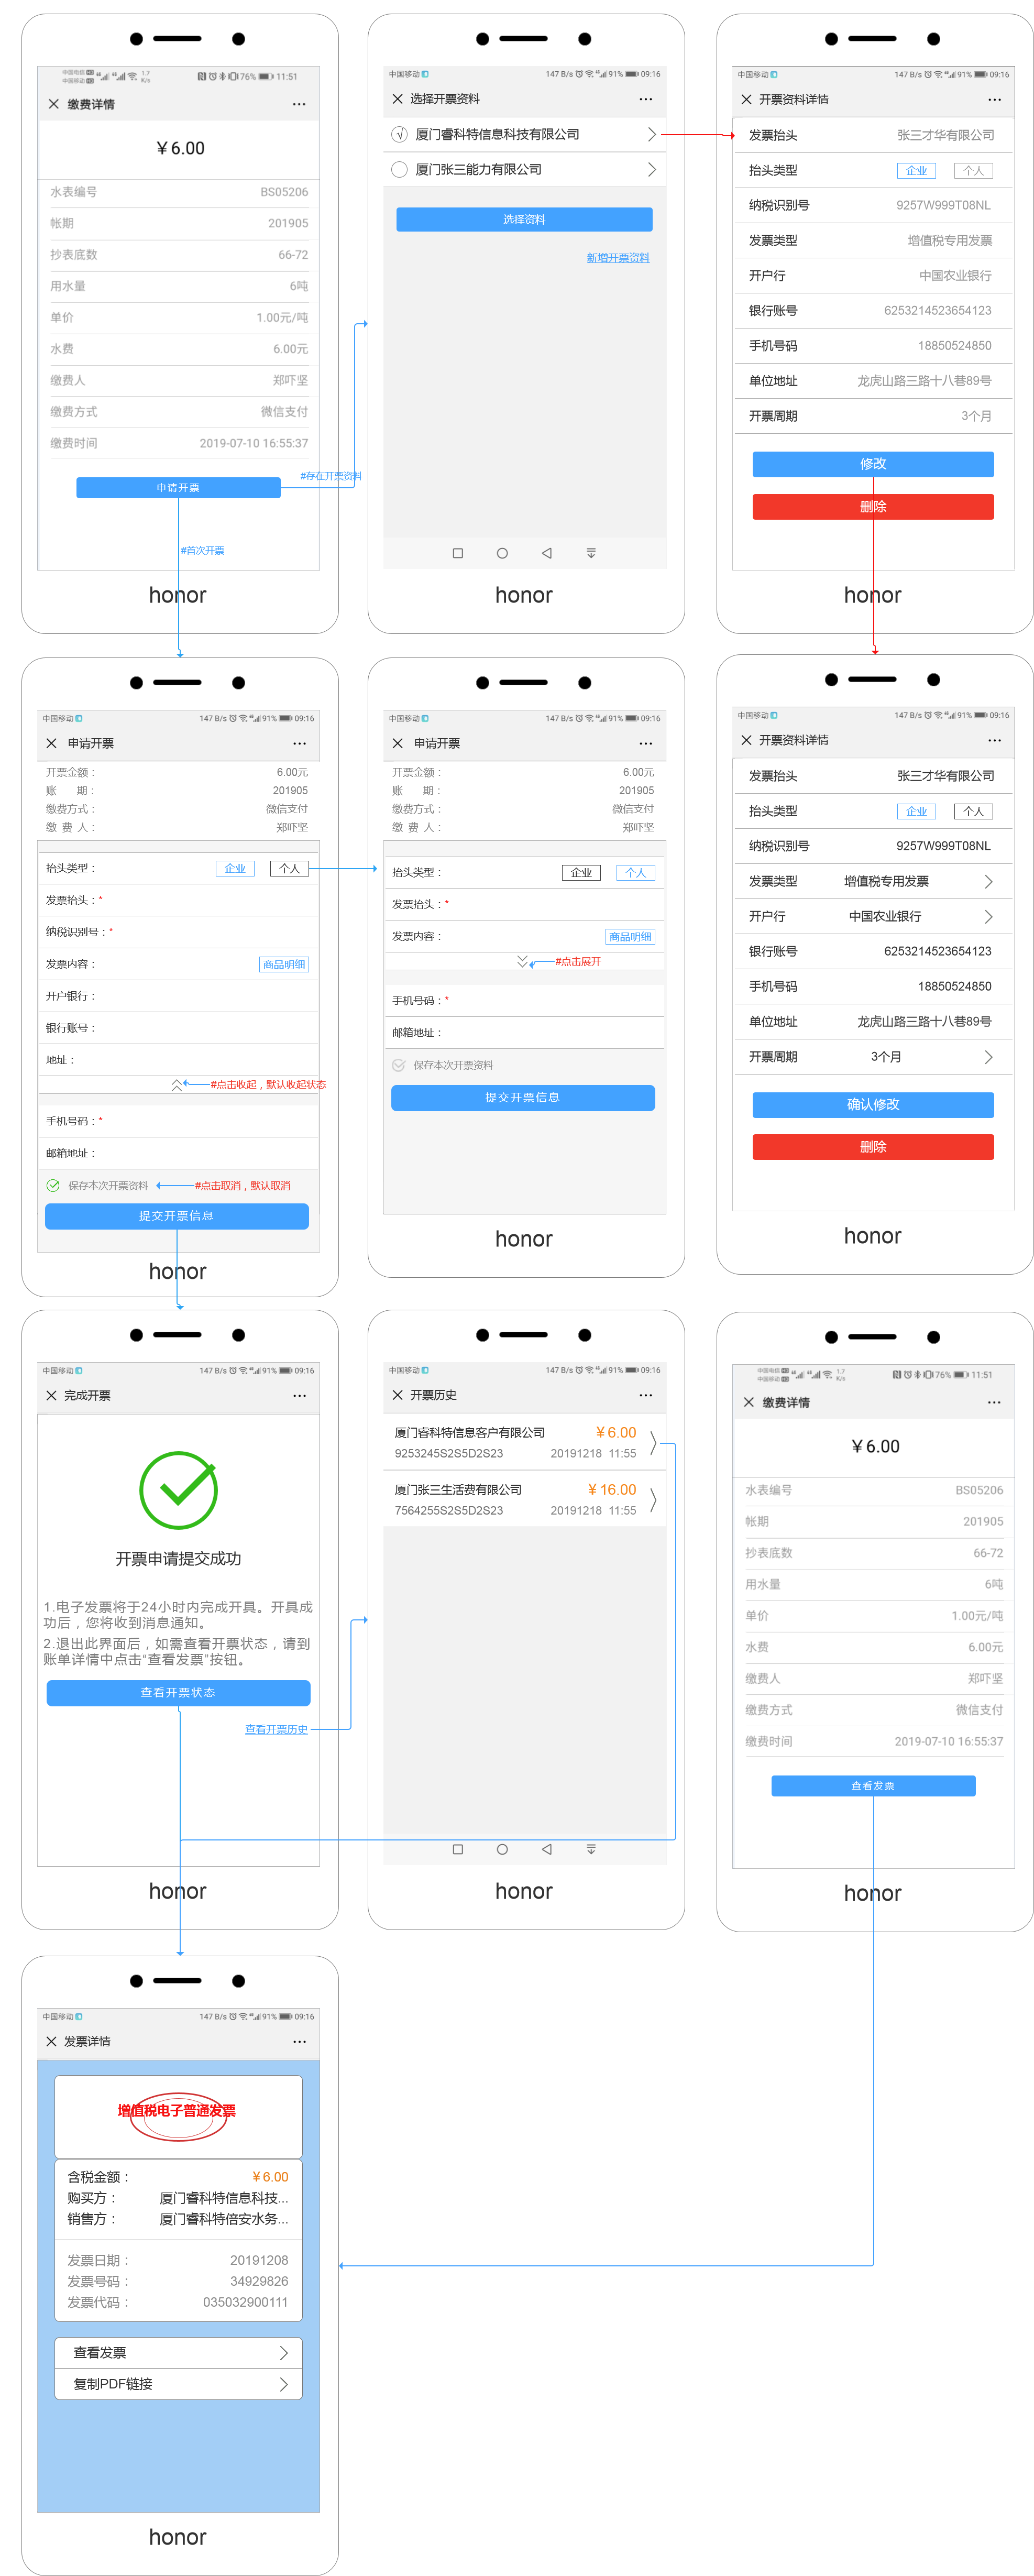 中国电信HD 4G 4G 1.7 76% 11:51
中国移动HD K/s
缴费详情 ···
￥6.00
水表编号 BS05206
帐期 201905
抄表底数 66-72
用水量 6吨
单价 1.00元/吨
水费 6.00元
缴费人 郑吓坚
缴费方式 微信支付
缴费时间 2019-07-10 16:55:37
申请开票
#存在开票资料
#首次开票
honor
中国移动 147 B/s 91% 09:16
选择开票资料 ···
厦门睿科特信息科技有限公司
厦门张三能力有限公司
选择资料
新增开票资料
honor
中国移动 147 B/s 91% 09:16
开票资料详情 ···
发票抬头 张三才华有限公司
抬头类型 企业 个人
纳税识别号 9257W999T08NL
发票类型 增值税专用发票
开户行 中国农业银行
银行账号 6253214523654123
手机号码 18850524850
单位地址 龙虎山路三路十八巷89号
开票周期 3个月
修改
删除
honor
中国移动 147 B/s 91% 09:16
申请开票 ···
开票金额： 6.00元
账 期： 201905
缴费方式： 微信支付
缴 费 人： 郑吓坚
抬头类型： 企业 个人
发票抬头：*
纳税识别号：*
发票内容： 商品明细
开户银行：
银行账号：
地址：
#点击收起，默认收起状态
手机号码：*
邮箱地址：
保存本次开票资料 #点击取消，默认取消
提交开票信息
honor
中国移动 147 B/s 91% 09:16
申请开票 ···
开票金额： 6.00元
账 期： 201905
缴费方式： 微信支付
缴 费 人： 郑吓坚
抬头类型： 企业 个人
发票抬头：*
发票内容： 商品明细
#点击展开
手机号码：*
邮箱地址：
保存本次开票资料
提交开票信息
honor
中国移动 147 B/s 91% 09:16
开票资料详情 ···
发票抬头 张三才华有限公司
抬头类型 企业 个人
纳税识别号 9257W999T08NL
发票类型 增值税专用发票
开户行 中国农业银行
银行账号 6253214523654123
手机号码 18850524850
单位地址 龙虎山路三路十八巷89号
开票周期 3个月
确认修改
删除
honor
中国移动 147 B/s 91% 09:16
完成开票 ···
开票申请提交成功
1.电子发票将于24小时内完成开具。开具成
功后，您将收到消息通知。
2.退出此界面后，如需查看开票状态，请到
账单详情中点击“查看发票”按钮。
查看开票状态
查看开票历史
honor
中国移动 147 B/s 91% 09:16
开票历史 ···
厦门睿科特信息客户有限公司 ￥6.00
9253245S2S5D2S23 20191218 11:55
厦门张三生活费有限公司 ￥16.00
7564255S2S5D2S23 20191218 11:55
honor
中国电信HD 4G 4G 1.7 76% 11:51
中国移动HD K/s
缴费详情 ···
￥6.00
水表编号 BS05206
帐期 201905
抄表底数 66-72
用水量 6吨
单价 1.00元/吨
水费 6.00元
缴费人 郑吓坚
缴费方式 微信支付
缴费时间 2019-07-10 16:55:37
查看发票
honor
中国移动 147 B/s 91% 09:16
发票详情 ···
增值税电子普通发票
含税金额： ￥6.00
购买方： 厦门睿科特信息科技...
销售方： 厦门睿科特倍安水务...
发票日期： 20191208
发票号码： 34929826
发票代码： 035032900111
查看发票
复制PDF链接
honor